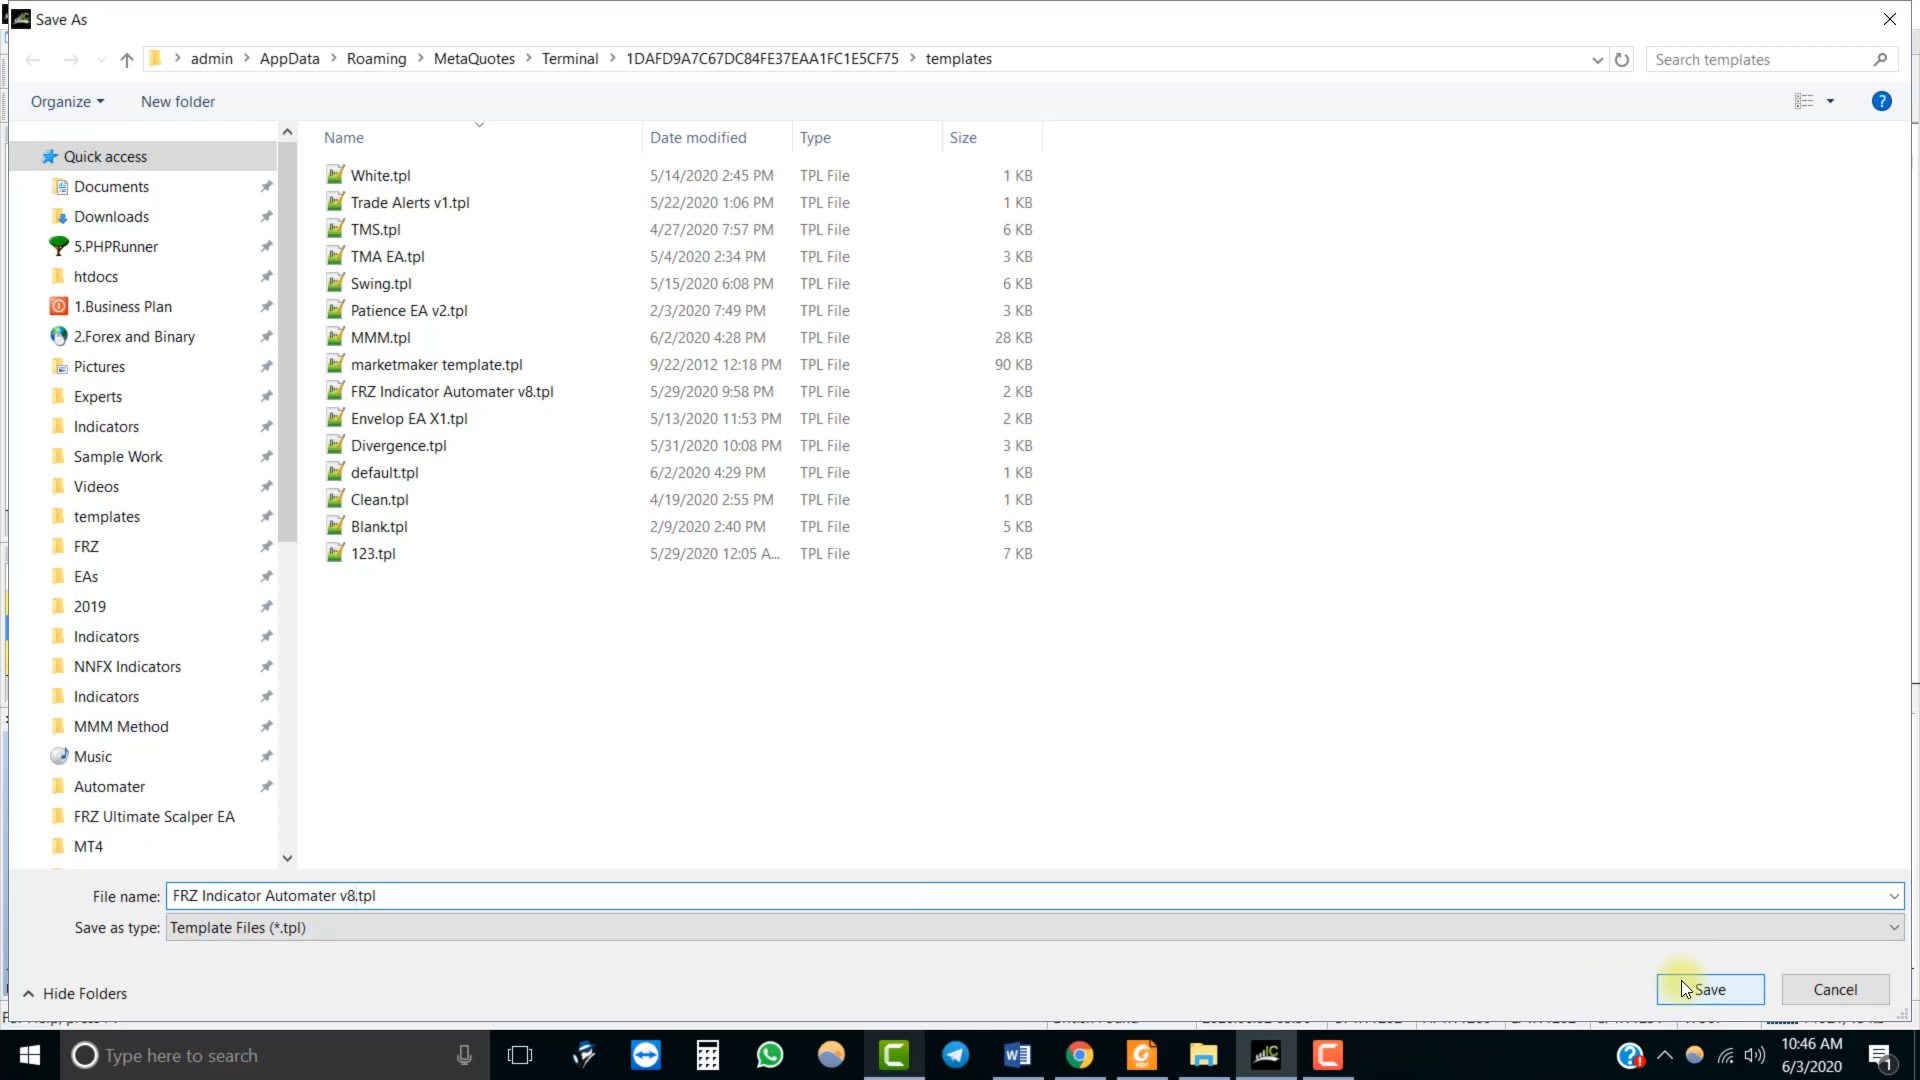 Save As
admin AppData Roaming MetaQuotes Terminal 1DAFD9A7C67DC84FE37EAA1FC1E5CF75 templates
Search templates
Organize New folder
Name Date modified Type Size
Quick access
Documents
Downloads
5.PHPRunner
htdocs
1.Business Plan
2.Forex and Binary
Pictures
Experts
Indicators
Sample Work
Videos
templates
FRZ
EAs
2019
Indicators
NNFX Indicators
Indicators
MMM Method
Music
Automater
FRZ Ultimate Scalper EA
MT4
White.tpl 5/14/2020 2:45 PM TPL File 1 KB
Trade Alerts v1.tpl 5/22/2020 1:06 PM TPL File 1 KB
TMS.tpl 4/27/2020 7:57 PM TPL File 6 KB
TMA EA.tpl 5/4/2020 2:34 PM TPL File 3 KB
Swing.tpl 5/15/2020 6:08 PM TPL File 6 KB
Patience EA v2.tpl 2/3/2020 7:49 PM TPL File 3 KB
MMM.tpl 6/2/2020 4:28 PM TPL File 28 KB
marketmaker template.tpl 9/22/2012 12:18 PM TPL File 90 KB
FRZ Indicator Automater v8.tpl 5/29/2020 9:58 PM TPL File 2 KB
Envelop EA X1.tpl 5/13/2020 11:53 PM TPL File 2 KB
Divergence.tpl 5/31/2020 10:08 PM TPL File 3 KB
default.tpl 6/2/2020 4:29 PM TPL File 1 KB
Clean.tpl 4/19/2020 2:55 PM TPL File 1 KB
Blank.tpl 2/9/2020 2:40 PM TPL File 5 KB
123.tpl 5/29/2020 12:05 A... TPL File 7 KB
File name: FRZ Indicator Automater v8.tpl
Save as type: Template Files (*.tpl)
Hide Folders
Save Cancel
Type here to search
10:46 AM
6/3/2020
1